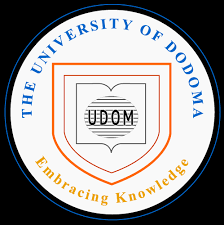 THE UNIVERSITY OF DODOMA
UDOM
Embracing Knowledge